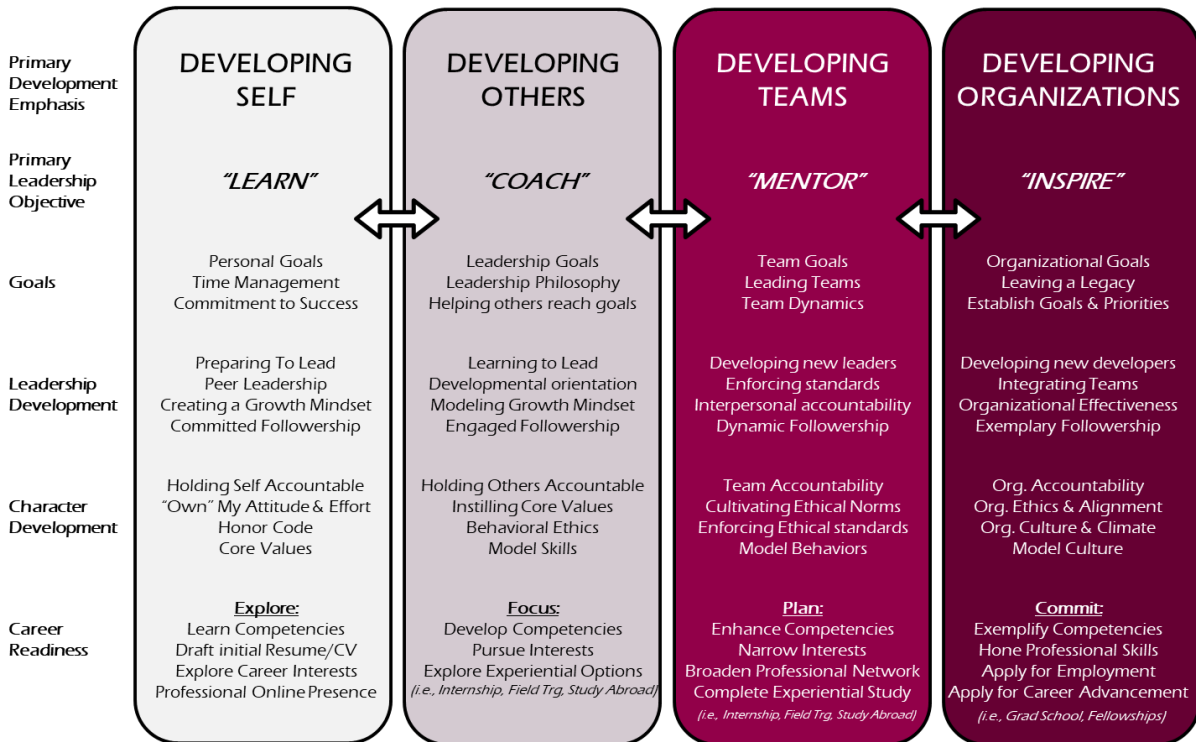 Primary
Development
Emphasis
DEVELOPING
SELF
DEVELOPING
OTHERS
DEVELOPING
TEAMS
DEVELOPING
ORGANIZATIONS
Primary
Leadership
Objective
“LEARN”
“COACH”
“MENTOR”
“INSPIRE”
Goals
Personal Goals
Time Management
Commitment to Success
Leadership Goals
Leadership Philosophy
Helping others reach goals
Team Goals
Leading Teams
Team Dynamics
Organizational Goals
Leaving a Legacy
Establish Goals & Priorities
Leadership
Development
Preparing To Lead
Peer Leadership
Creating a Growth Mindset
Committed Followership
Learning to Lead
Developmental orientation
Modeling Growth Mindset
Engaged Followership
Developing new leaders
Enforcing standards
Interpersonal accountability
Dynamic Followership
Developing new developers
Integrating Teams
Organizational Effectiveness
Exemplary Followership
Character
Development
Holding Self Accountable
“Own” My Attitude & Effort
Honor Code
Core Values
Holding Others Accountable
Instilling Core Values
Behavioral Ethics
Model Skills
Team Accountability
Cultivating Ethical Norms
Enforcing Ethical standards
Model Behaviors
Org. Accountability
Org. Ethics & Alignment
Org. Culture & Climate
Model Culture
Career
Readiness
Explore:
Learn Competencies
Draft initial Resume/CV
Explore Career Interests
Professional Online Presence
Focus:
Develop Competencies
Pursue Interests
Explore Experiential Options
(i.e., Internship, Field Trg, Study Abroad)
Plan:
Enhance Competencies
Narrow Interests
Broaden Professional Network
Complete Experiential Study
(i.e., Internship, Field Trg, Study Abroad)
Commit:
Exemplify Competencies
Hone Professional Skills
Apply for Employment
Apply for Career Advancement
(i.e., Grad School, Fellowships)